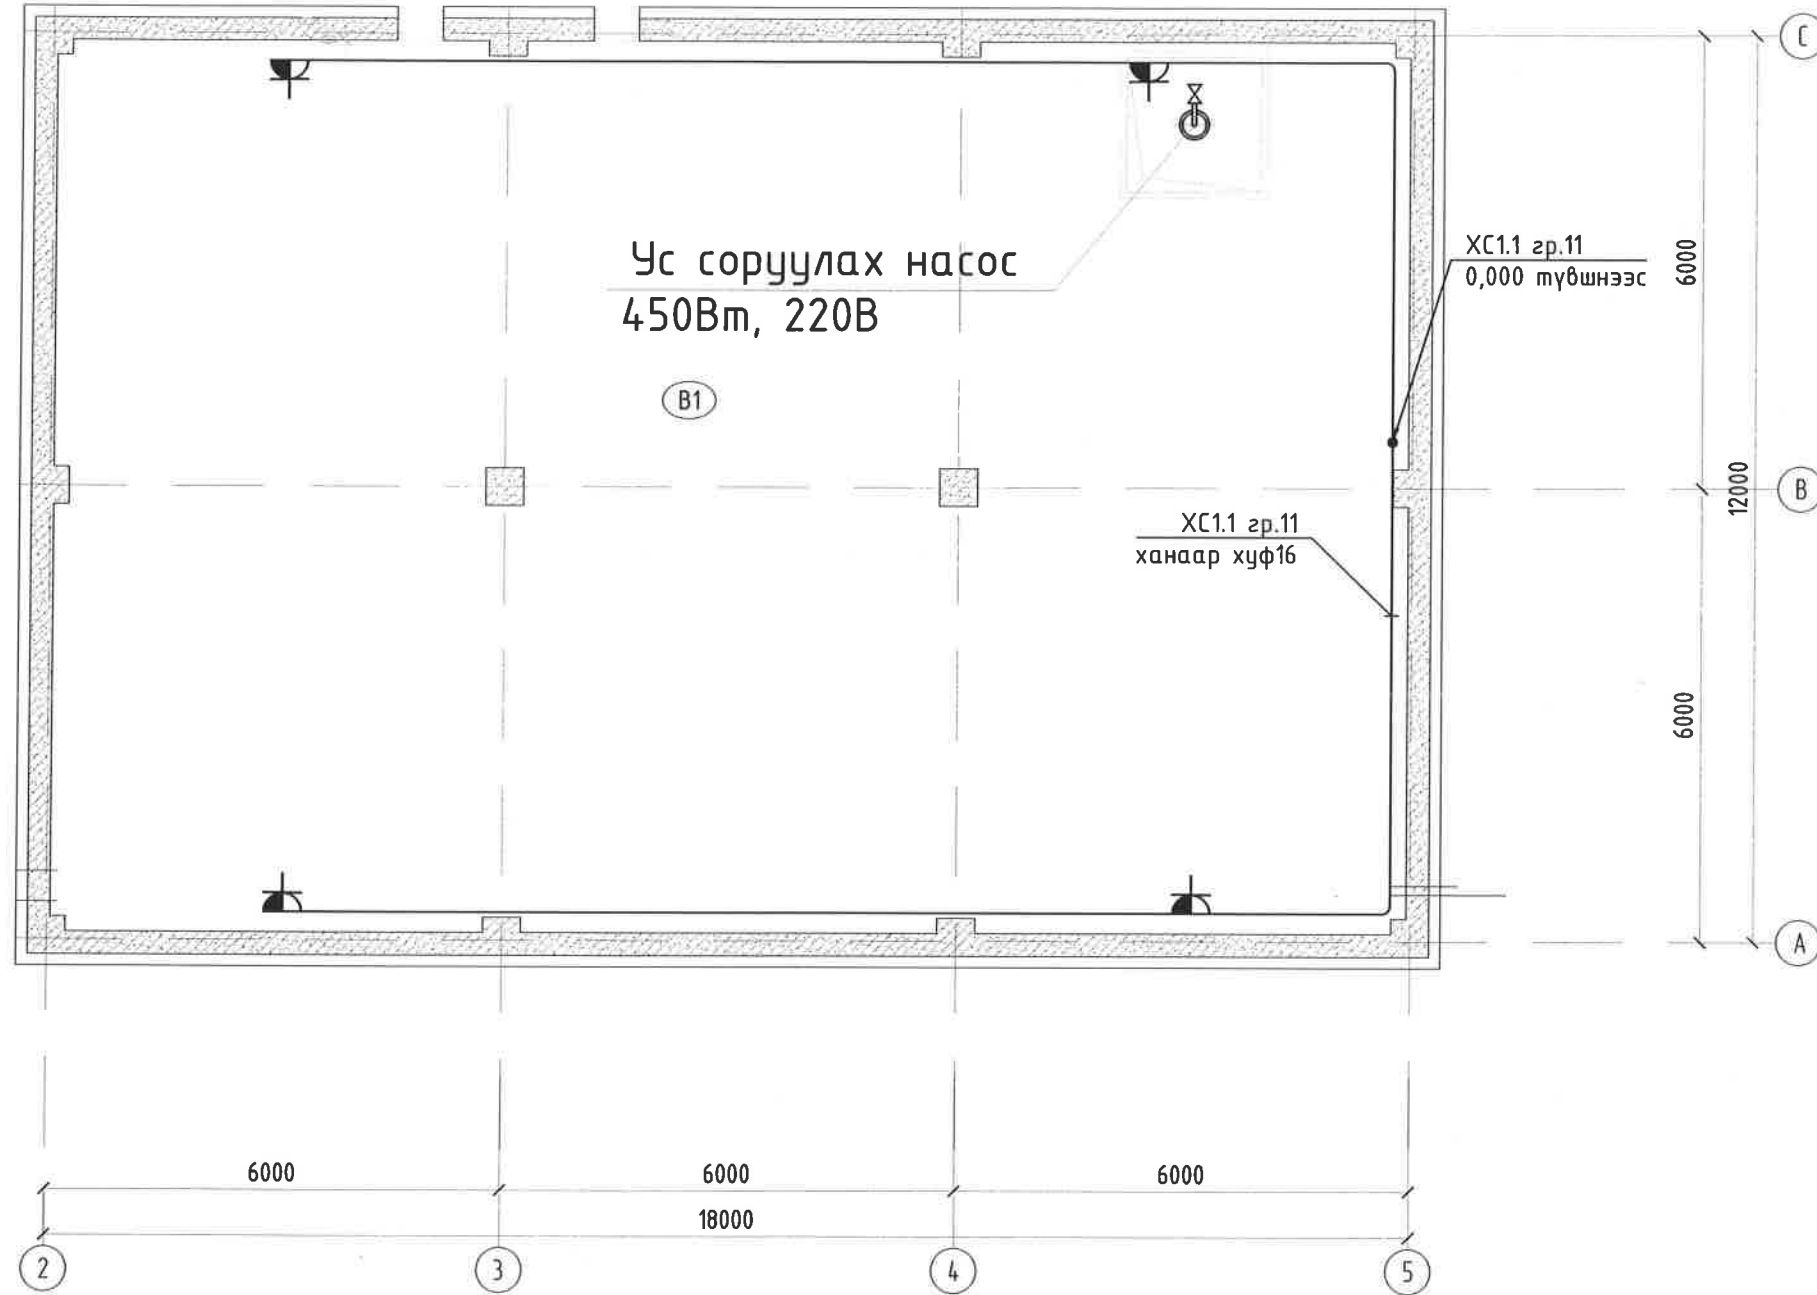 C
ХС1.1 гр.11
0,000 түвшнээс
6000
Ус соруулах насос
450Вт, 220В
В1
12000
B
ХС1.1 гр.11
ханаар хуф16
6000
A
6000
6000
6000
18000
2
3
4
5